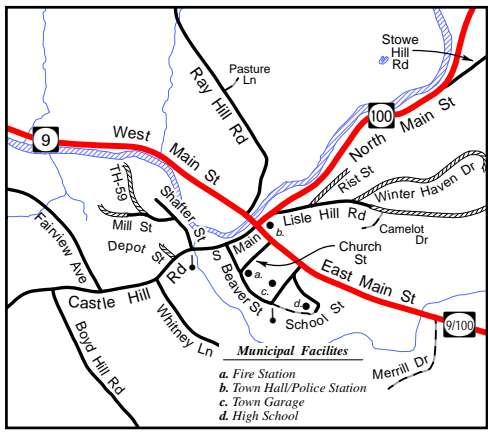 Stowe
Hill
Rd
Pasture
Ln
Ray Hill Rd
100
North Main St
9
West Main St
TH-59
Rist St
Winter Haven Dr
Shafter St
Mill St
Lisle Hill Rd
b.
Camelot
Dr
Fairview Ave
Depot St
S Main
Church
St
a.
c.
d.
S Beaver St
East Main St
School St
Castle Hill Rd
9/100
Whitney Ln
Boyd Hill Rd
Merrill Dr
Municipal Facilites
a. Fire Station
b. Town Hall/Police Station
c. Town Garage
d. High School